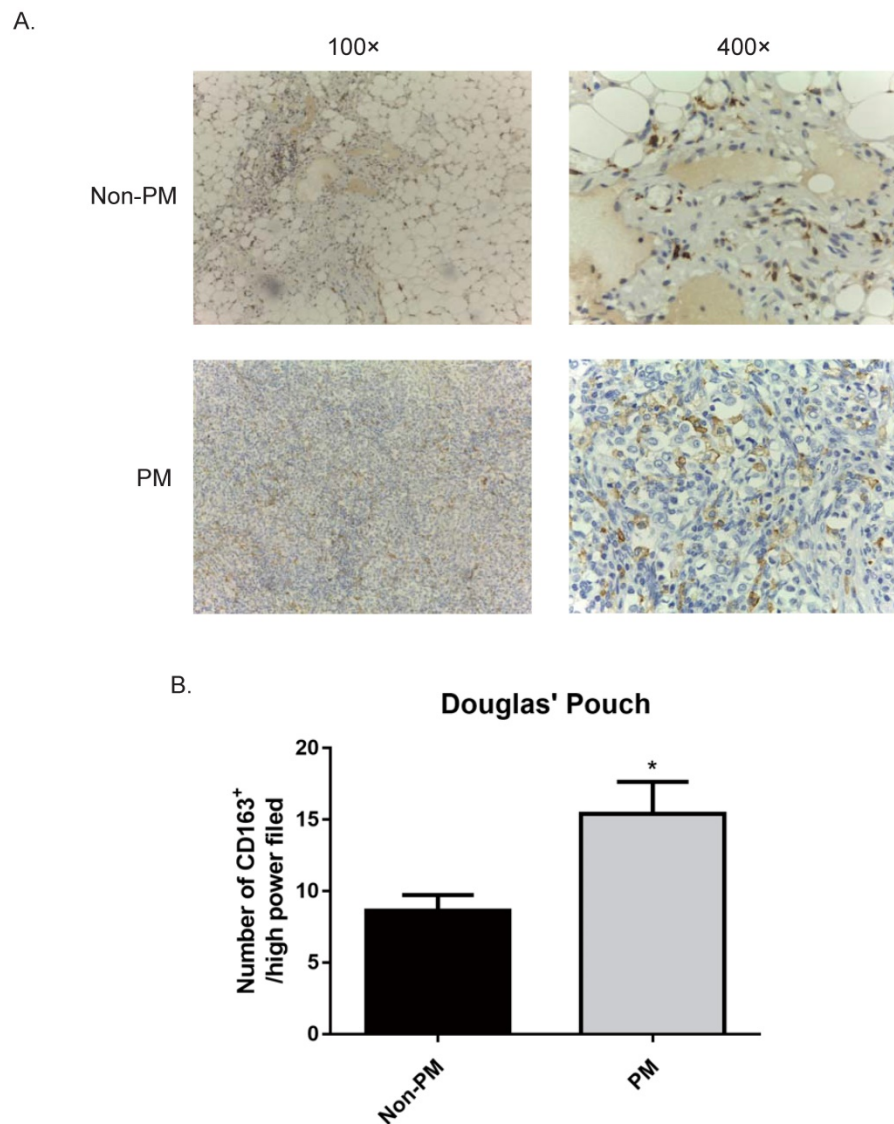 A.
100×
400×
Non-PM
PM
B.
Douglas' Pouch
Number of CD163+
/high power filed
20
15
10
5
0
*
Non-PM
PM